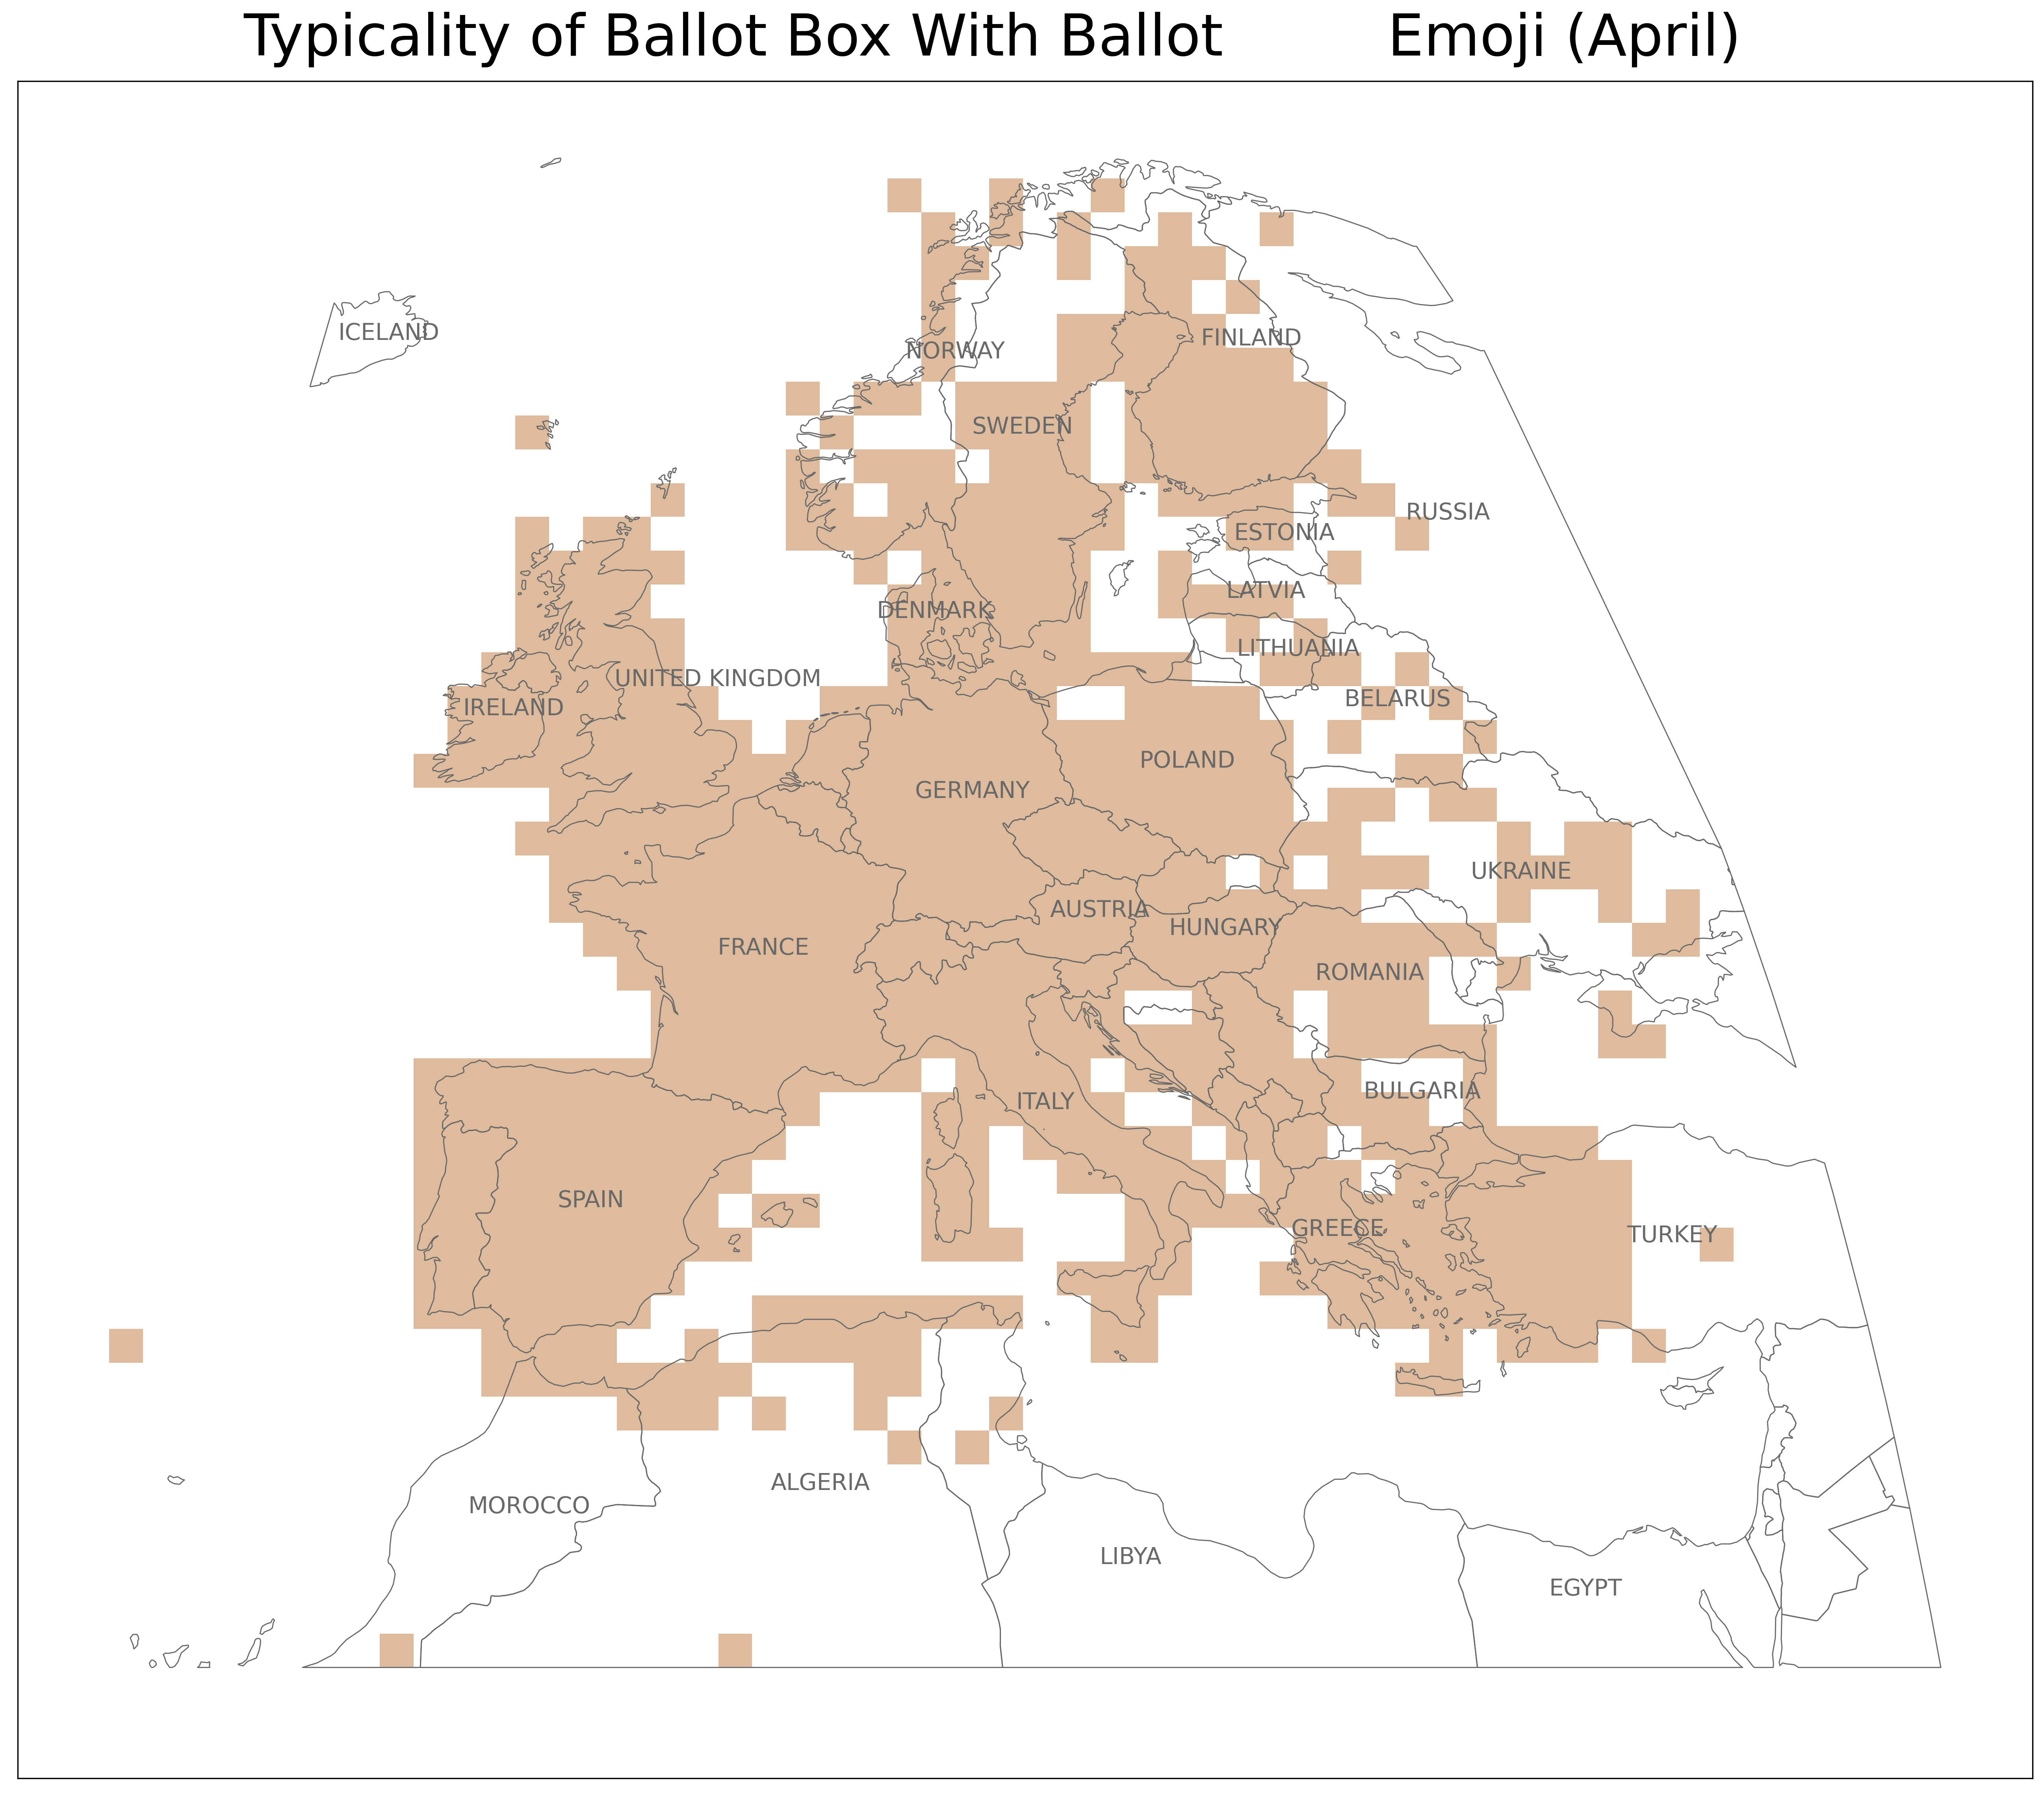 Typicality of Ballot Box With Ballot Emoji (April)
ICELAND
NORWAY
FINLAND
SWEDEN
RUSSIA
ESTONIA
LATVIA
DENMARK
LITHUANIA
UNITED KINGDOM
BELARUS
IRELAND
POLAND
GERMANY
UKRAINE
AUSTRIA
HUNGARY
FRANCE
ROMANIA
BULGARIA
ITALY
SPAIN
GREECE
TURKEY
ALGERIA
MOROCCO
LIBYA
EGYPT